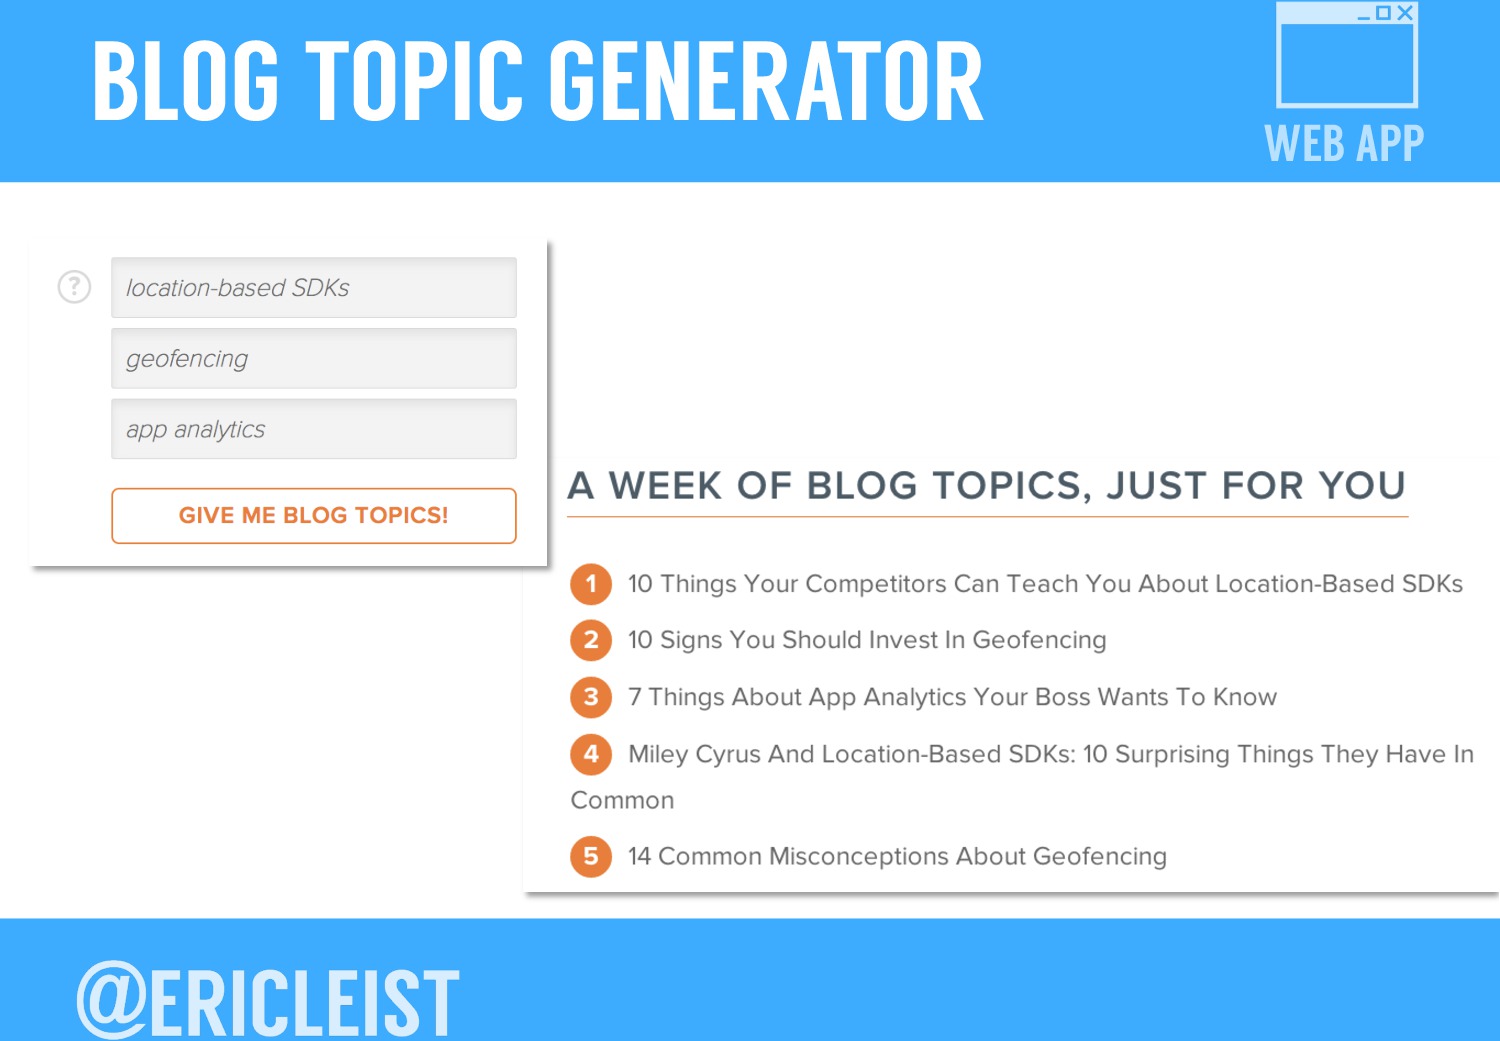 BLOG TOPIC GENERATOR
WEB APP
?
location-based SDKs
geofencing
app analytics
GIVE ME BLOG TOPICS!
A WEEK OF BLOG TOPICS, JUST FOR YOU
1 10 Things Your Competitors Can Teach You About Location-Based SDKs
2 10 Signs You Should Invest In Geofencing
3 7 Things About App Analytics Your Boss Wants To Know
4 Miley Cyrus And Location-Based SDKs: 10 Surprising Things They Have In
Common
5 14 Common Misconceptions About Geofencing
@ERICLEIST